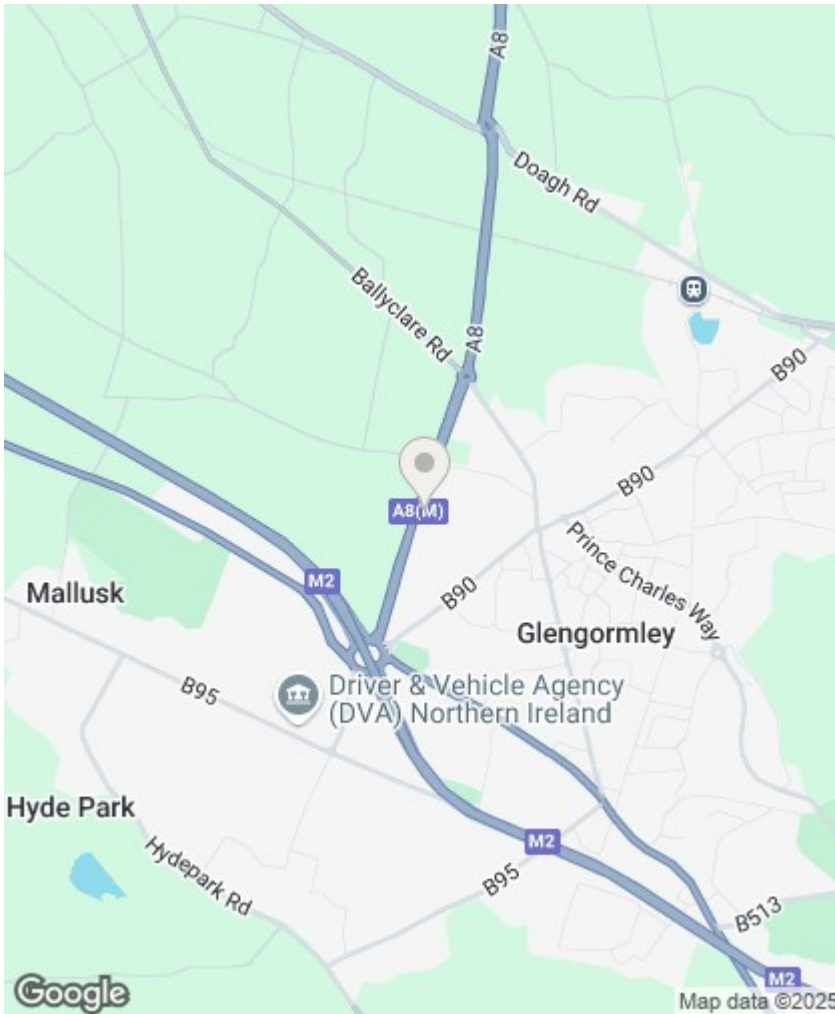 A8
Doagh Rd
Ballyclare Rd
A8
B90
B90
A8(M)
Prince Charles Way
M2
B90
Mallusk
Glengormley
B95
Driver & Vehicle Agency
(DVA) Northern Ireland
Hyde Park
M2
Hydepark Rd
B95
B513
M2
Google
Map data ©2025